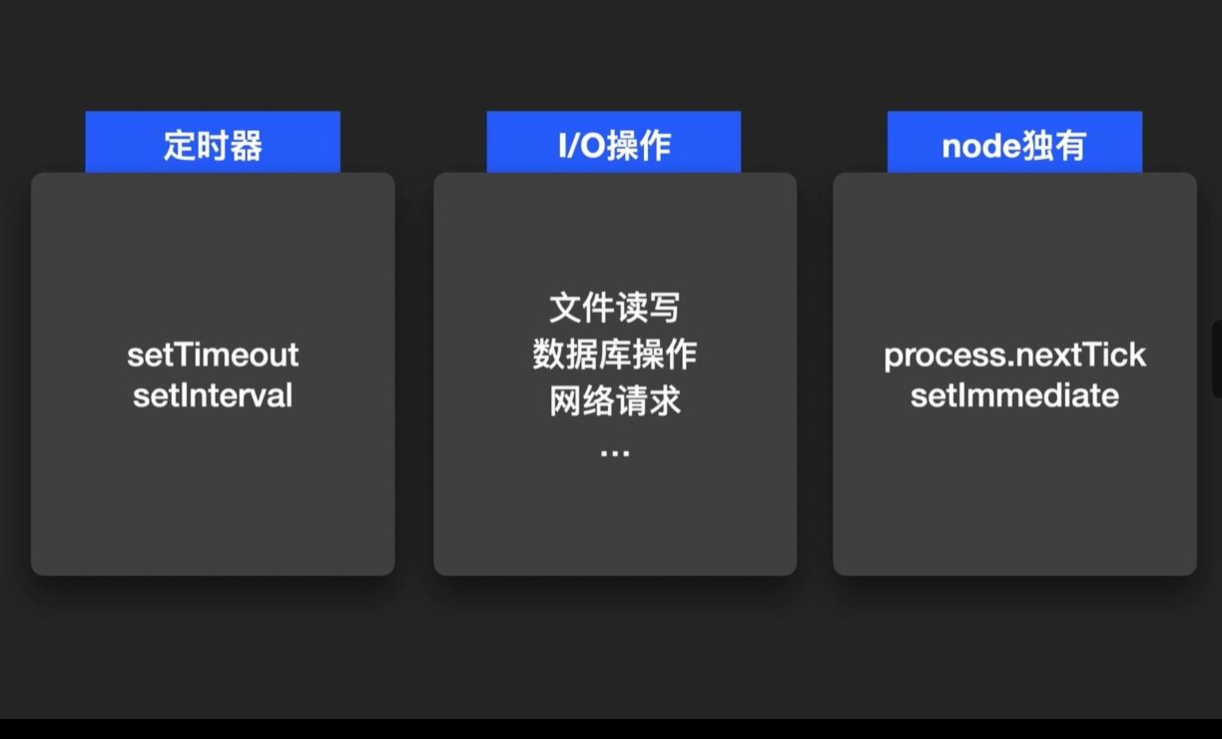 定时器
setTimeout
setInterval
I/O操作
文件读写
数据库操作
网络请求
...
node独有
process.nextTick
setImmediate